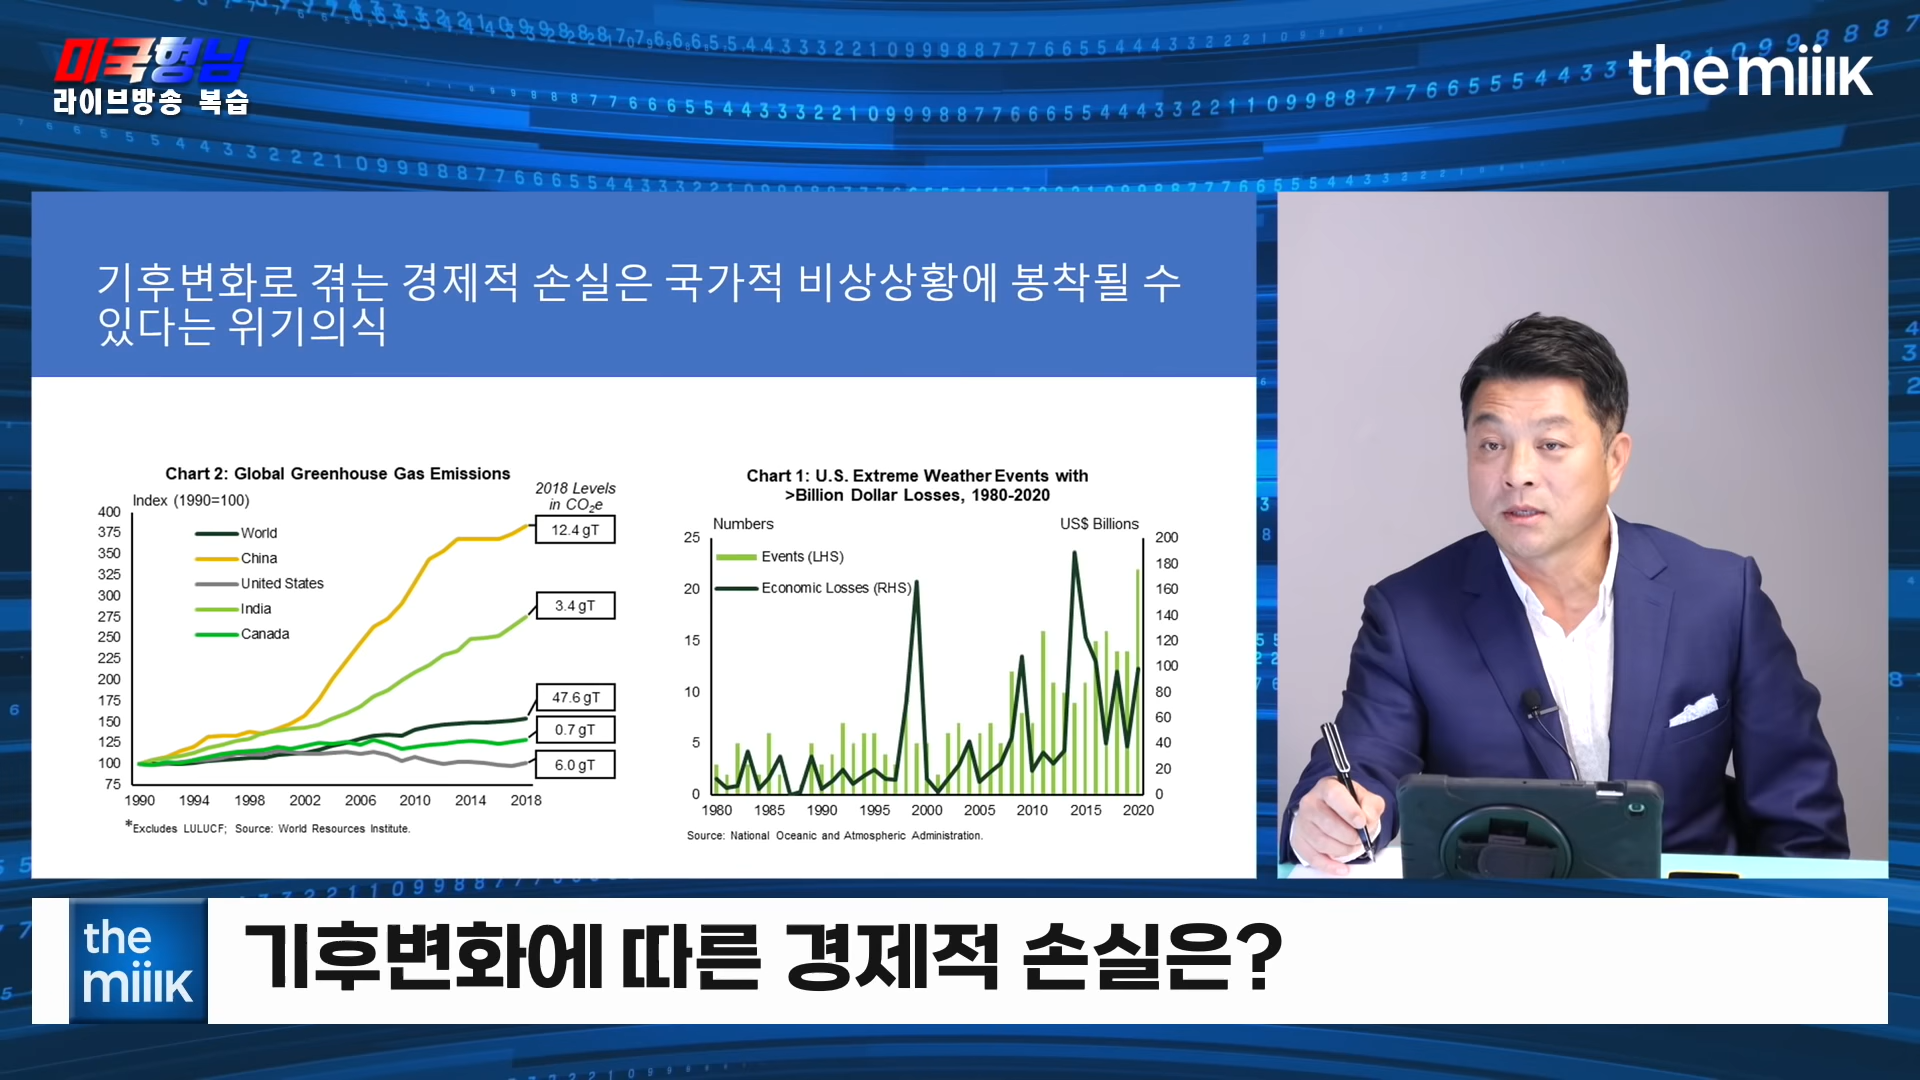 미국형님
라이브방송 복습
the miiik
기후변화로 겪는 경제적 손실은 국가적 비상상황에 봉착될 수
있다는 위기의식
Chart 2: Global Greenhouse Gas Emissions
Index (1990=100)
2018 Levels
in CO₂e
400
375
350
325
300
275
250
225
200
175
150
125
100
75
World
China
United States
India
Canada
12.4 gT
3.4 gT
47.6 gT
0.7 gT
6.0 gT
1990 1994 1998 2002 2006 2010 2014 2018
*Excludes LULUCF; Source: World Resources Institute.
Chart 1: U.S. Extreme Weather Events with
>Billion Dollar Losses, 1980-2020
Numbers
US$ Billions
25
20
15
10
5
0
Events (LHS)
Economic Losses (RHS)
200
180
160
140
120
100
80
60
40
20
0
1980 1985 1990 1995 2000 2005 2010 2015 2020
Source: National Oceanic and Atmospheric Administration.
the
miiik
기후변화에 따른 경제적 손실은?